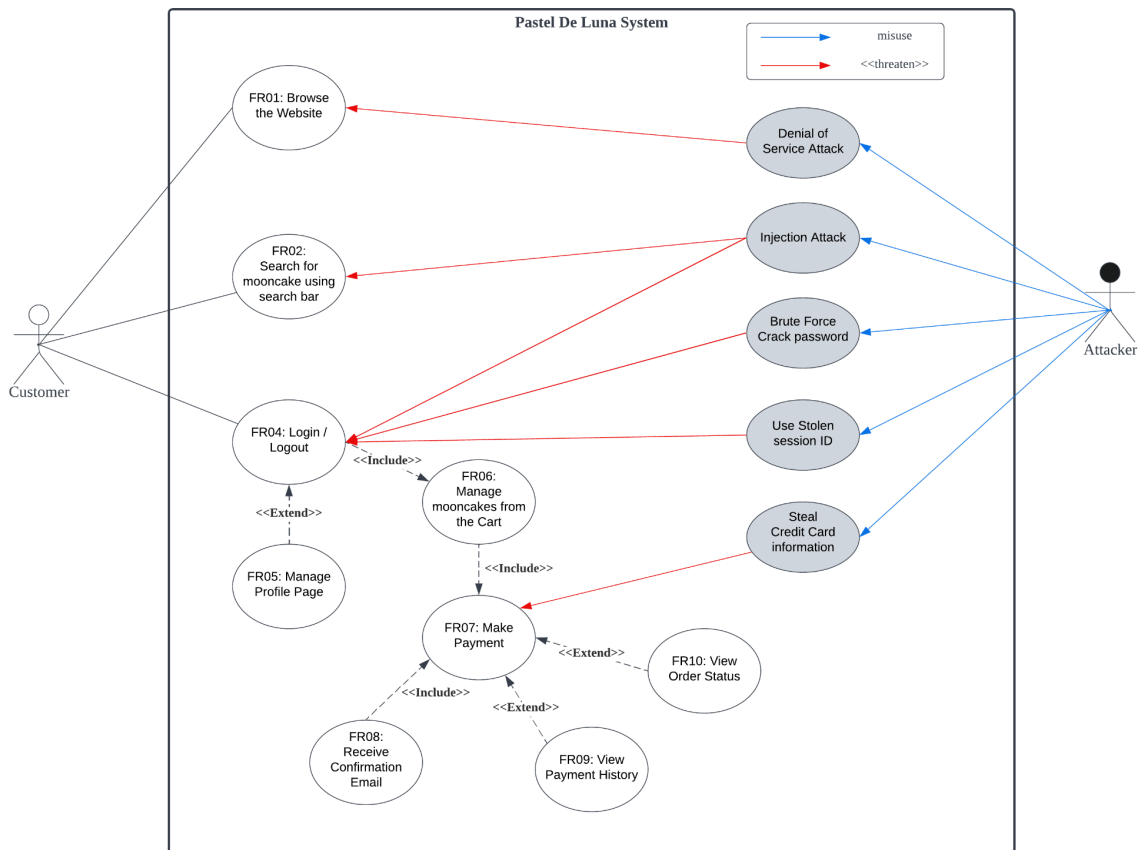 Pastel De Luna System
misuse
<<threaten>>
FR01: Browse
the Website
Denial of
Service Attack
FR02:
Search for
mooncake using
search bar
Injection Attack
Brute Force
Crack password
Customer
Attacker
FR04: Login /
Logout
Use Stolen
session ID
<<Include>>
FR06:
Manage
mooncakes from
the Cart
<<Extend>>
Steal
Credit Card
information
FR05: Manage
Profile Page
<<Include>>
FR07: Make
Payment
<<Extend>>
FR10: View
Order Status
<<Include>>
<<Extend>>
FR08:
Receive
Confirmation
Email
FR09: View
Payment History